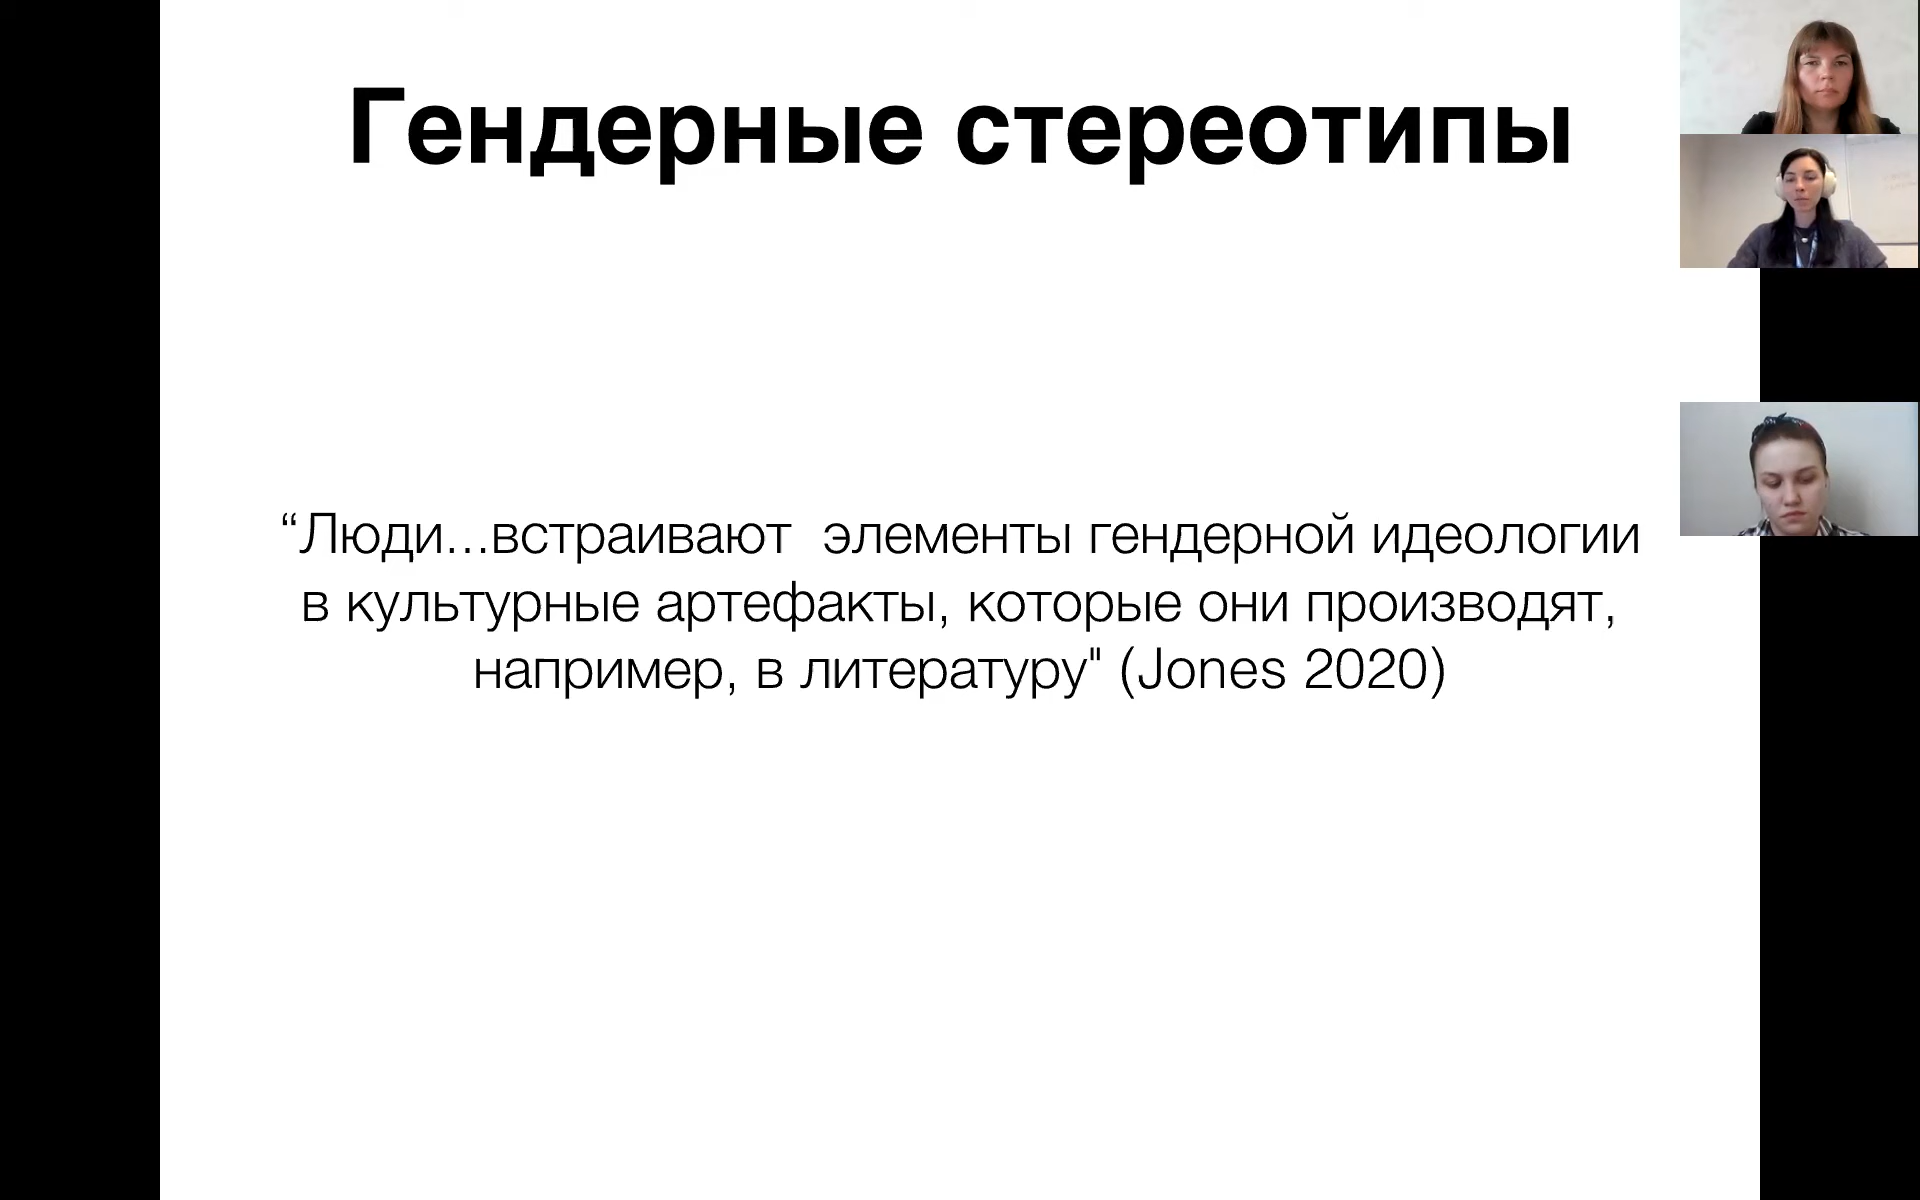 Гендерные стереотипы
“Люди...встраивают  элементы гендерной идеологии
в культурные артефакты, которые они производят,
например, в литературу" (Jones 2020)